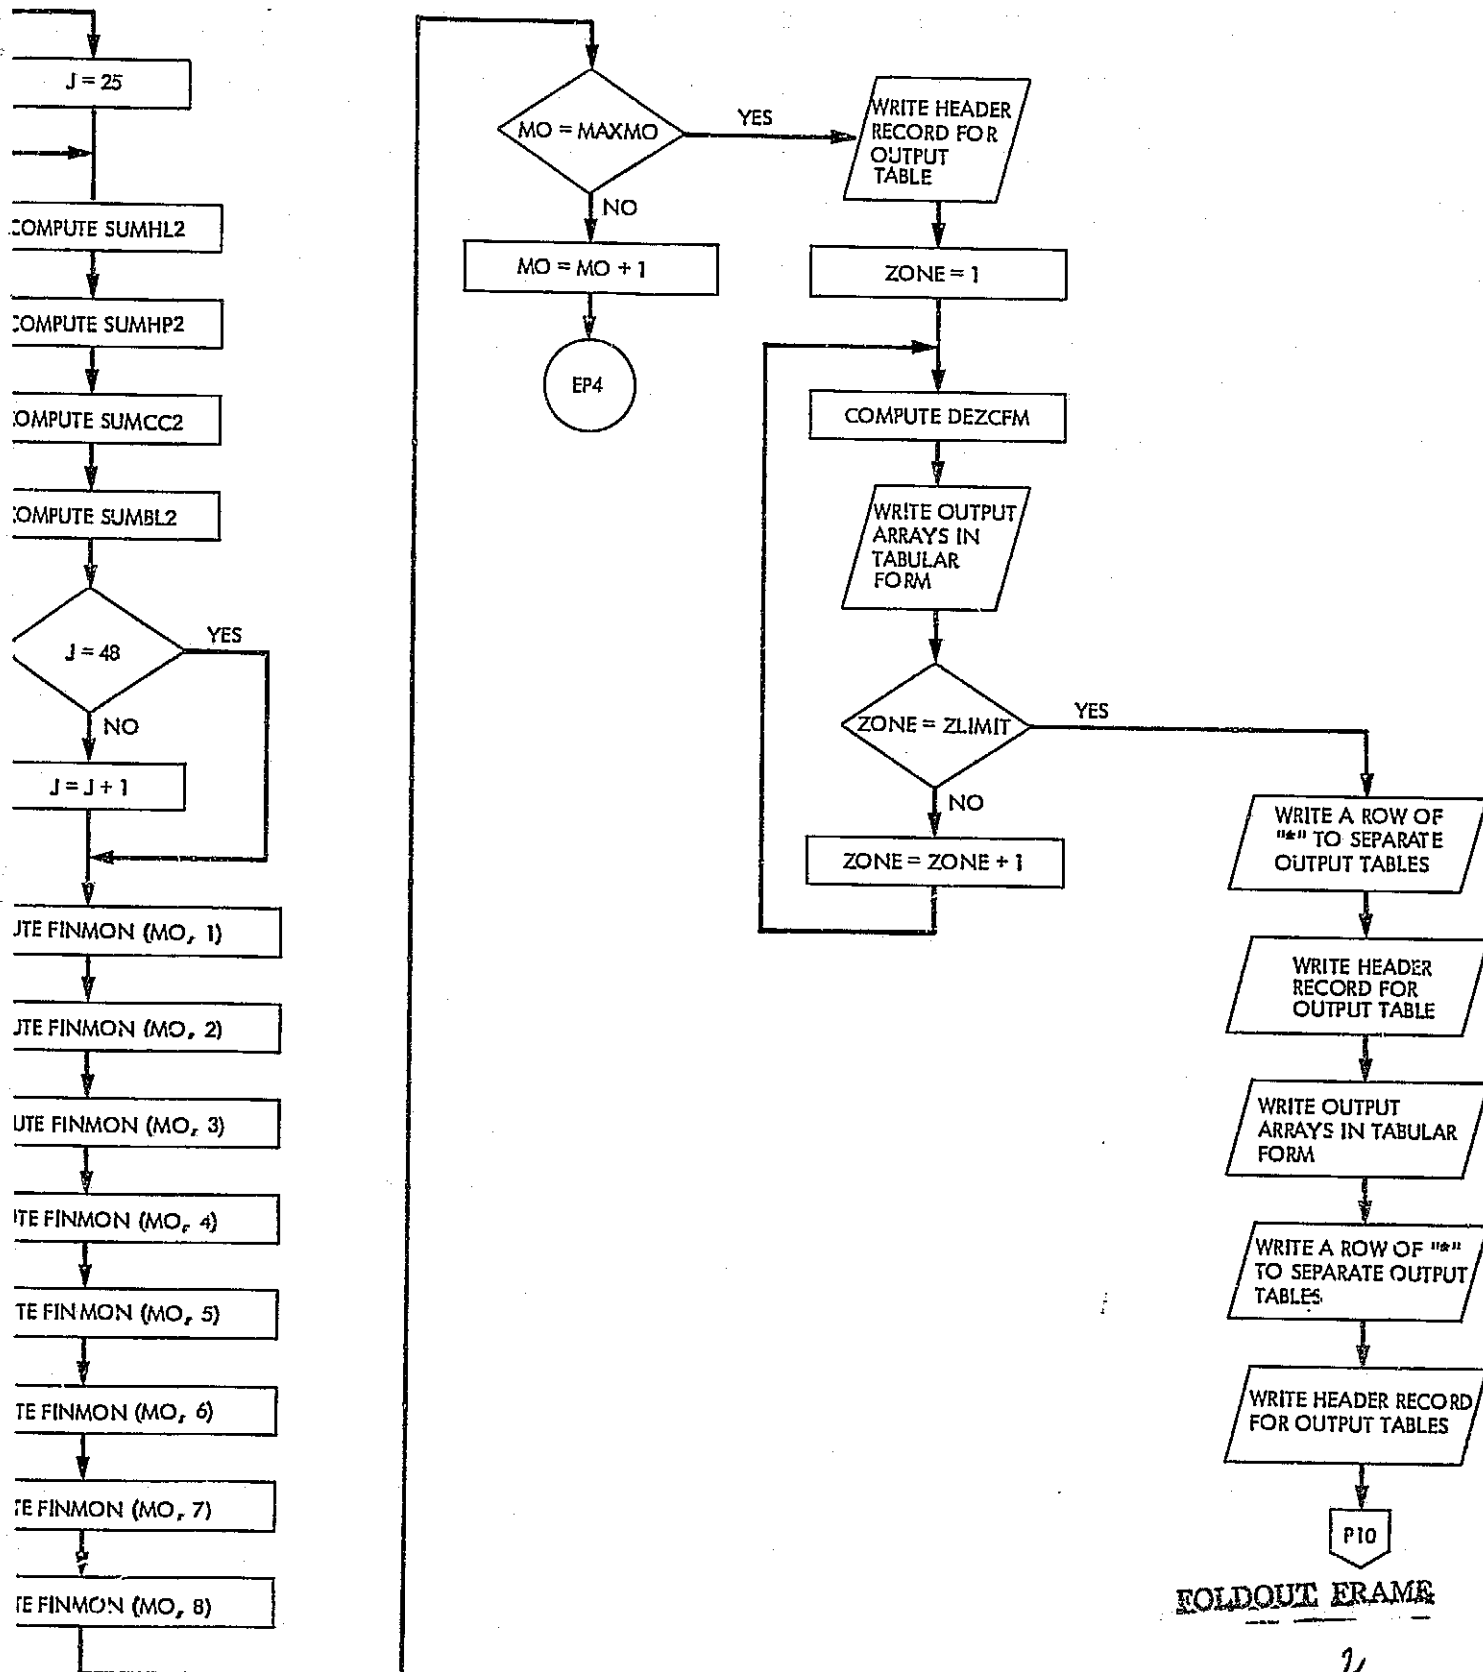 J = 25
COMPUTE SUMHL2
COMPUTE SUMHP2
OMPUTE SUMCC2
OMPUTE SUMBL2
J = 48
YES
NO
J = J + 1
UTE FINMON (MO, 1)
UTE FINMON (MO, 2)
UTE FINMON (MO, 3)
TE FINMON (MO, 4)
TE FINMON (MO, 5)
TE FINMON (MO, 6)
TE FINMON (MO, 7)
TE FINMON (MO, 8)
MO = MAXMO
YES
NO
MO = MO + 1
EP4
WRITE HEADER
RECORD FOR
OUTPUT
TABLE
ZONE = 1
COMPUTE DEZCFM
WRITE OUTPUT
ARRAYS IN
TABULAR
FORM
ZONE = ZLIMIT
YES
NO
ZONE = ZONE + 1
WRITE A ROW OF
"*" TO SEPARATE
OUTPUT TABLES
WRITE HEADER
RECORD FOR
OUTPUT TABLE
WRITE OUTPUT
ARRAYS IN TABULAR
FORM
WRITE A ROW OF "*"
TO SEPARATE OUTPUT
TABLES
WRITE HEADER RECORD
FOR OUTPUT TABLES
P10
FOLDOUT FRAME
2